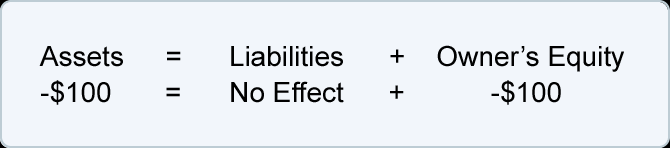 Assets = Liabilities + Owner’s Equity
-$100 = No Effect + -$100